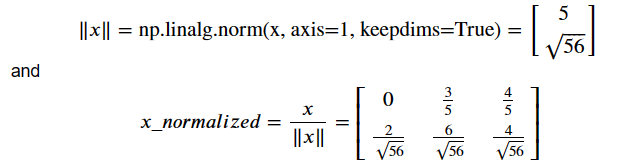 ‖x‖ = np.linalg.norm(x, axis=1, keepdims=True) = [ 5 √56 ]
and
x_normalized = x/‖x‖ = [ 0 3/5 4/5
2/√56 6/√56 4/√56 ]